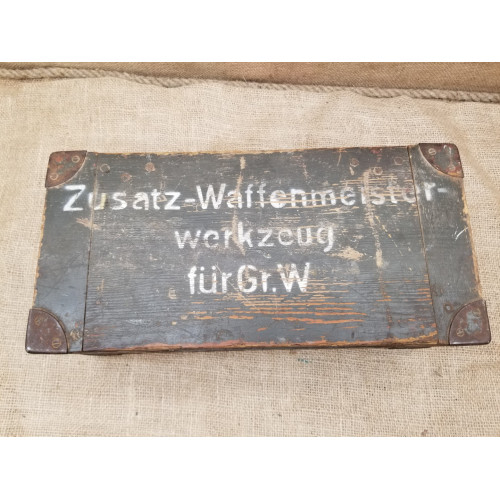 Zusatz-Waffenmeister-
werkzeug
für Gr.W